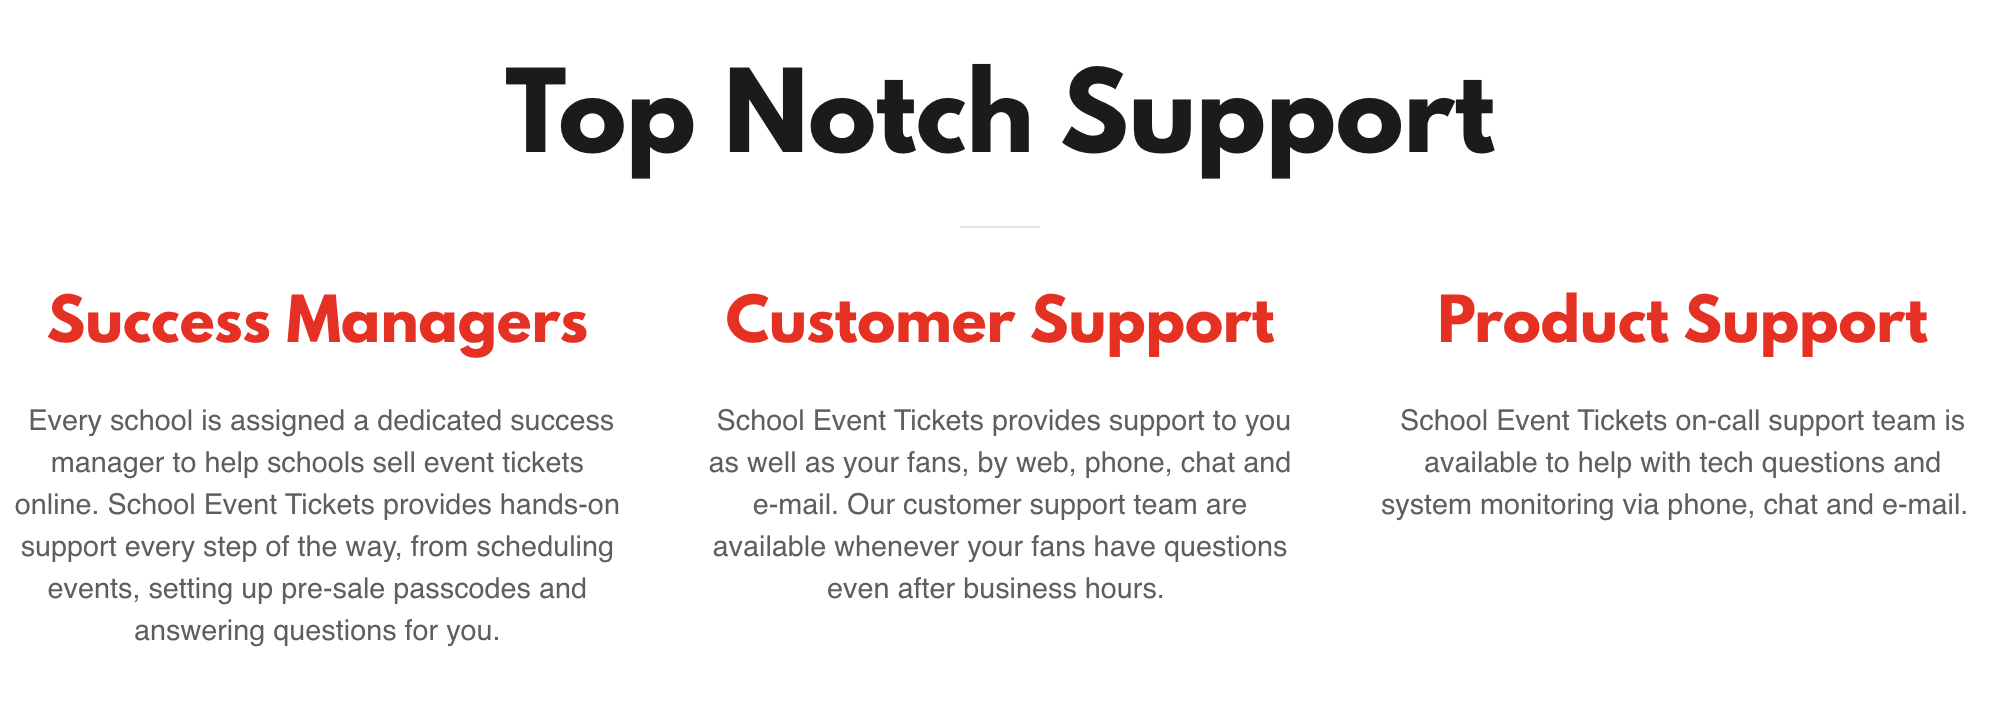 Top Notch Support
Success Managers
Every school is assigned a dedicated success
manager to help schools sell event tickets
online. School Event Tickets provides hands-on
support every step of the way, from scheduling
events, setting up pre-sale passcodes and
answering questions for you.
Customer Support
School Event Tickets provides support to you
as well as your fans, by web, phone, chat and
e-mail. Our customer support team are
available whenever your fans have questions
even after business hours.
Product Support
School Event Tickets on-call support team is
available to help with tech questions and
system monitoring via phone, chat and e-mail.